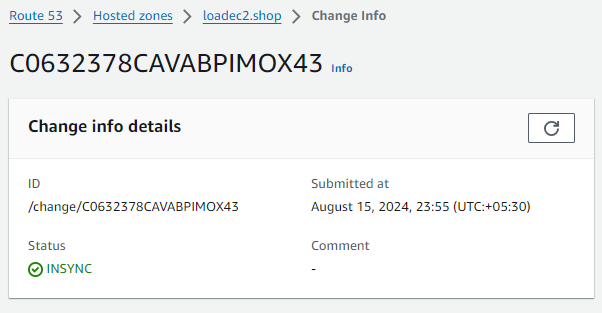 Route 53 > Hosted zones > loadec2.shop > Change Info
C0632378CAVABPIMOX43 Info
Change info details
ID
Submitted at
/change/C0632378CAVABPIMOX43
August 15, 2024, 23:55 (UTC:+05:30)
Status
Comment
INSYNC
-